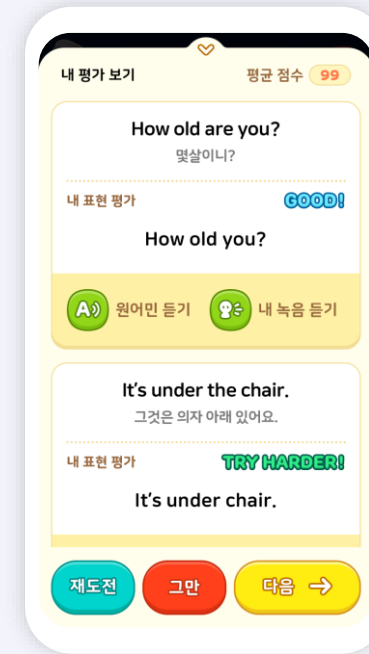 내 평가 보기 평균 점수 99
How old are you?
몇살이니?
내 표현 평가 GOOD!
How old you?
A 원어민 듣기 내 녹음 듣기
It's under the chair.
그것은 의자 아래 있어요.
내 표현 평가 TRY HARDER!
It's under chair.
재도전 그만 다음 →